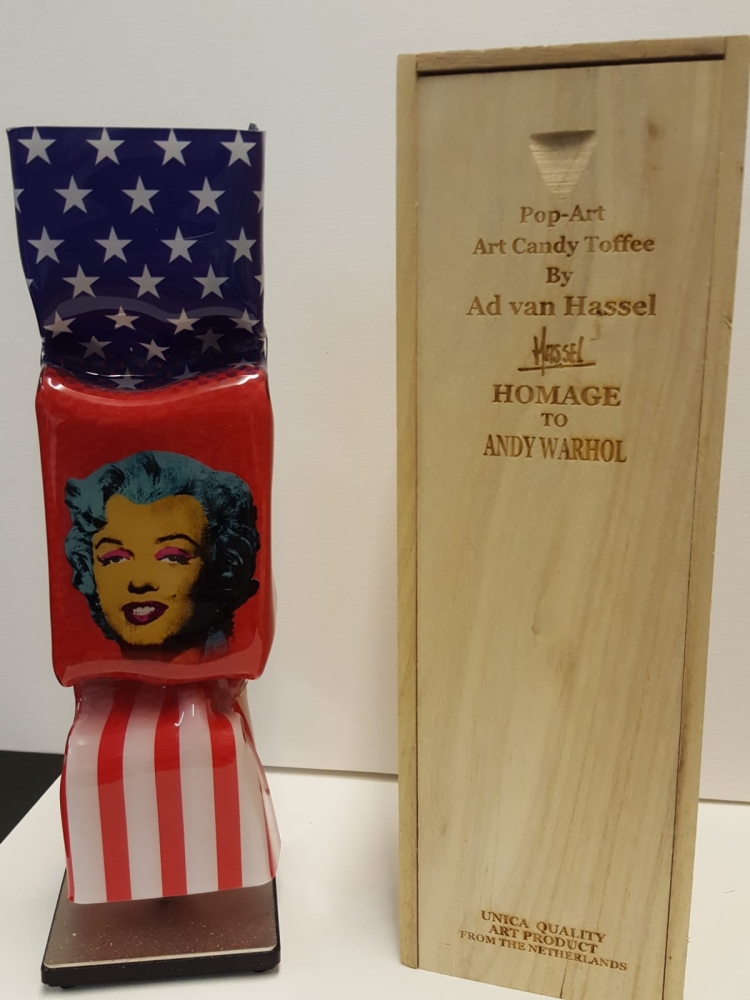 Pop-Art
Art Candy Toffee
By
Ad van Hassel
Hassel
HOMAGE
TO
ANDY WARHOL
UNICA QUALITY
ART PRODUCT
FROM THE NETHERLANDS